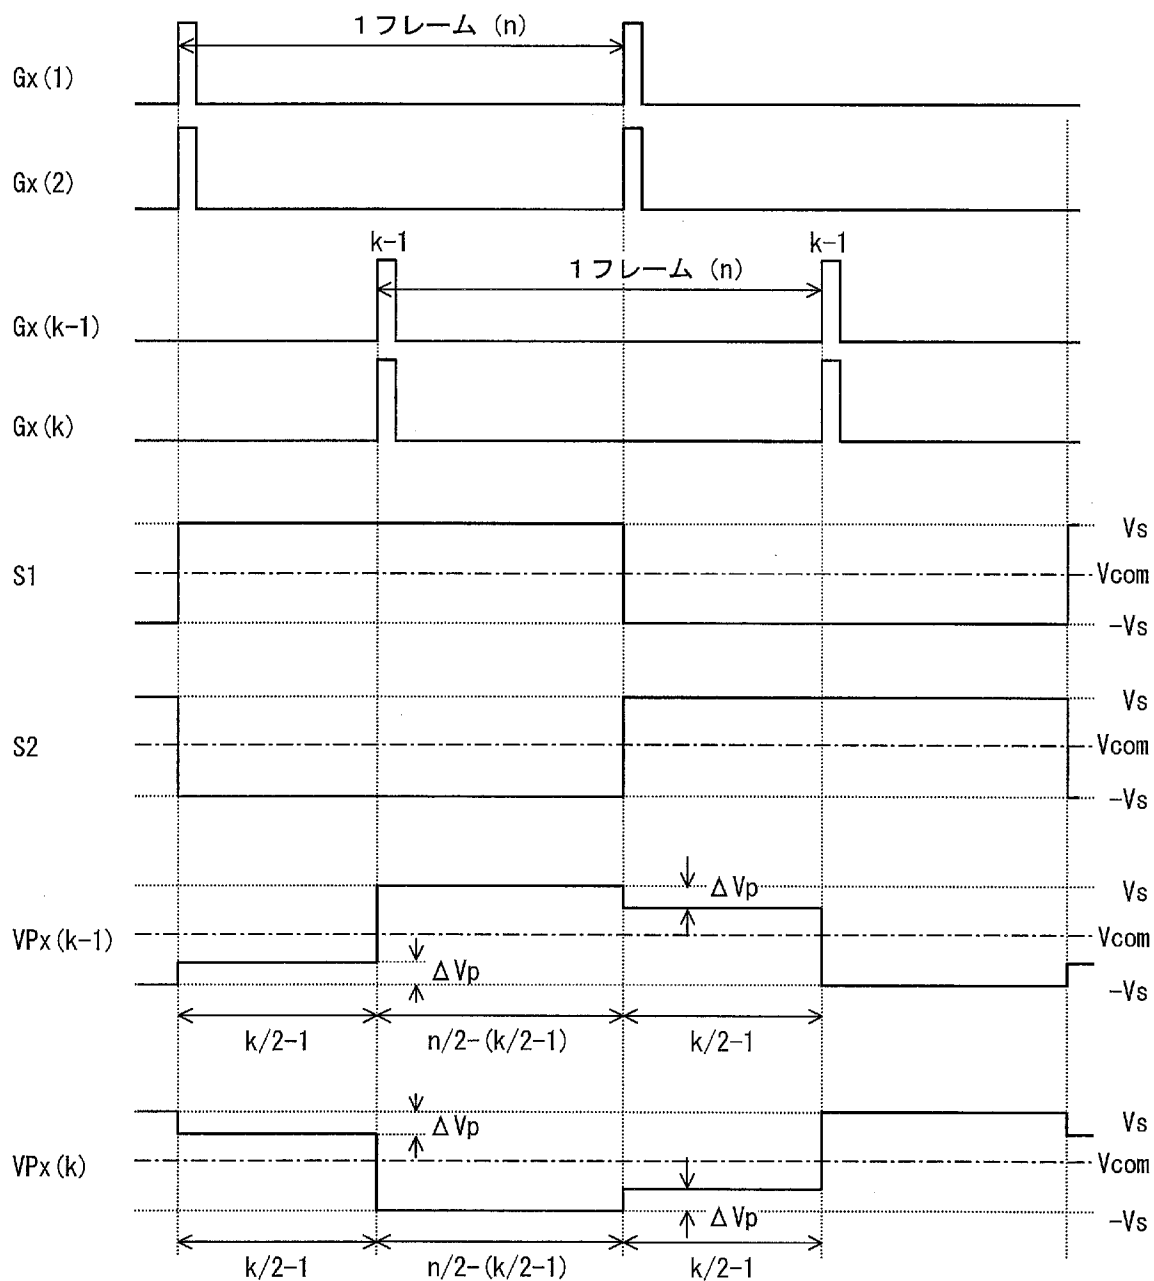 1フレーム (n)
Gx(1)
Gx(2)
k-1
k-1
1フレーム (n)
Gx(k-1)
Gx(k)
Vs
S1
Vcom
-Vs
Vs
S2
Vcom
-Vs
ΔVp
Vs
VPx(k-1)
Vcom
ΔVp
-Vs
k/2-1
n/2-(k/2-1)
k/2-1
ΔVp
Vs
VPx(k)
Vcom
ΔVp
-Vs
k/2-1
n/2-(k/2-1)
k/2-1